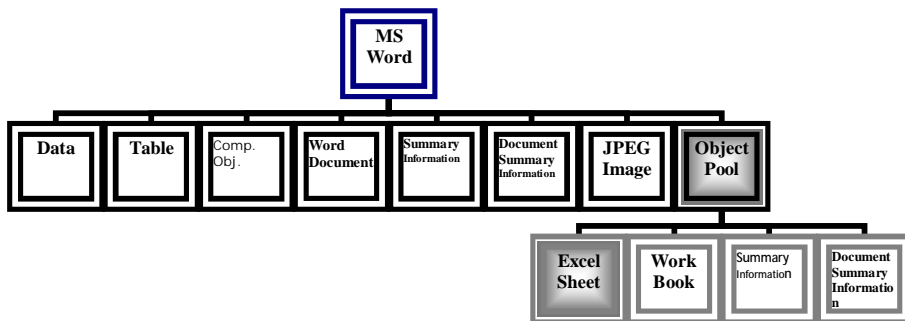 MS
Word
Data
Table
Comp.
Obj.
Word
Document
Summary
Information
Document
Summary
Information
JPEG
Image
Object
Pool
Excel
Sheet
Work
Book
Summary
Information
Document
Summary
Informatio
n